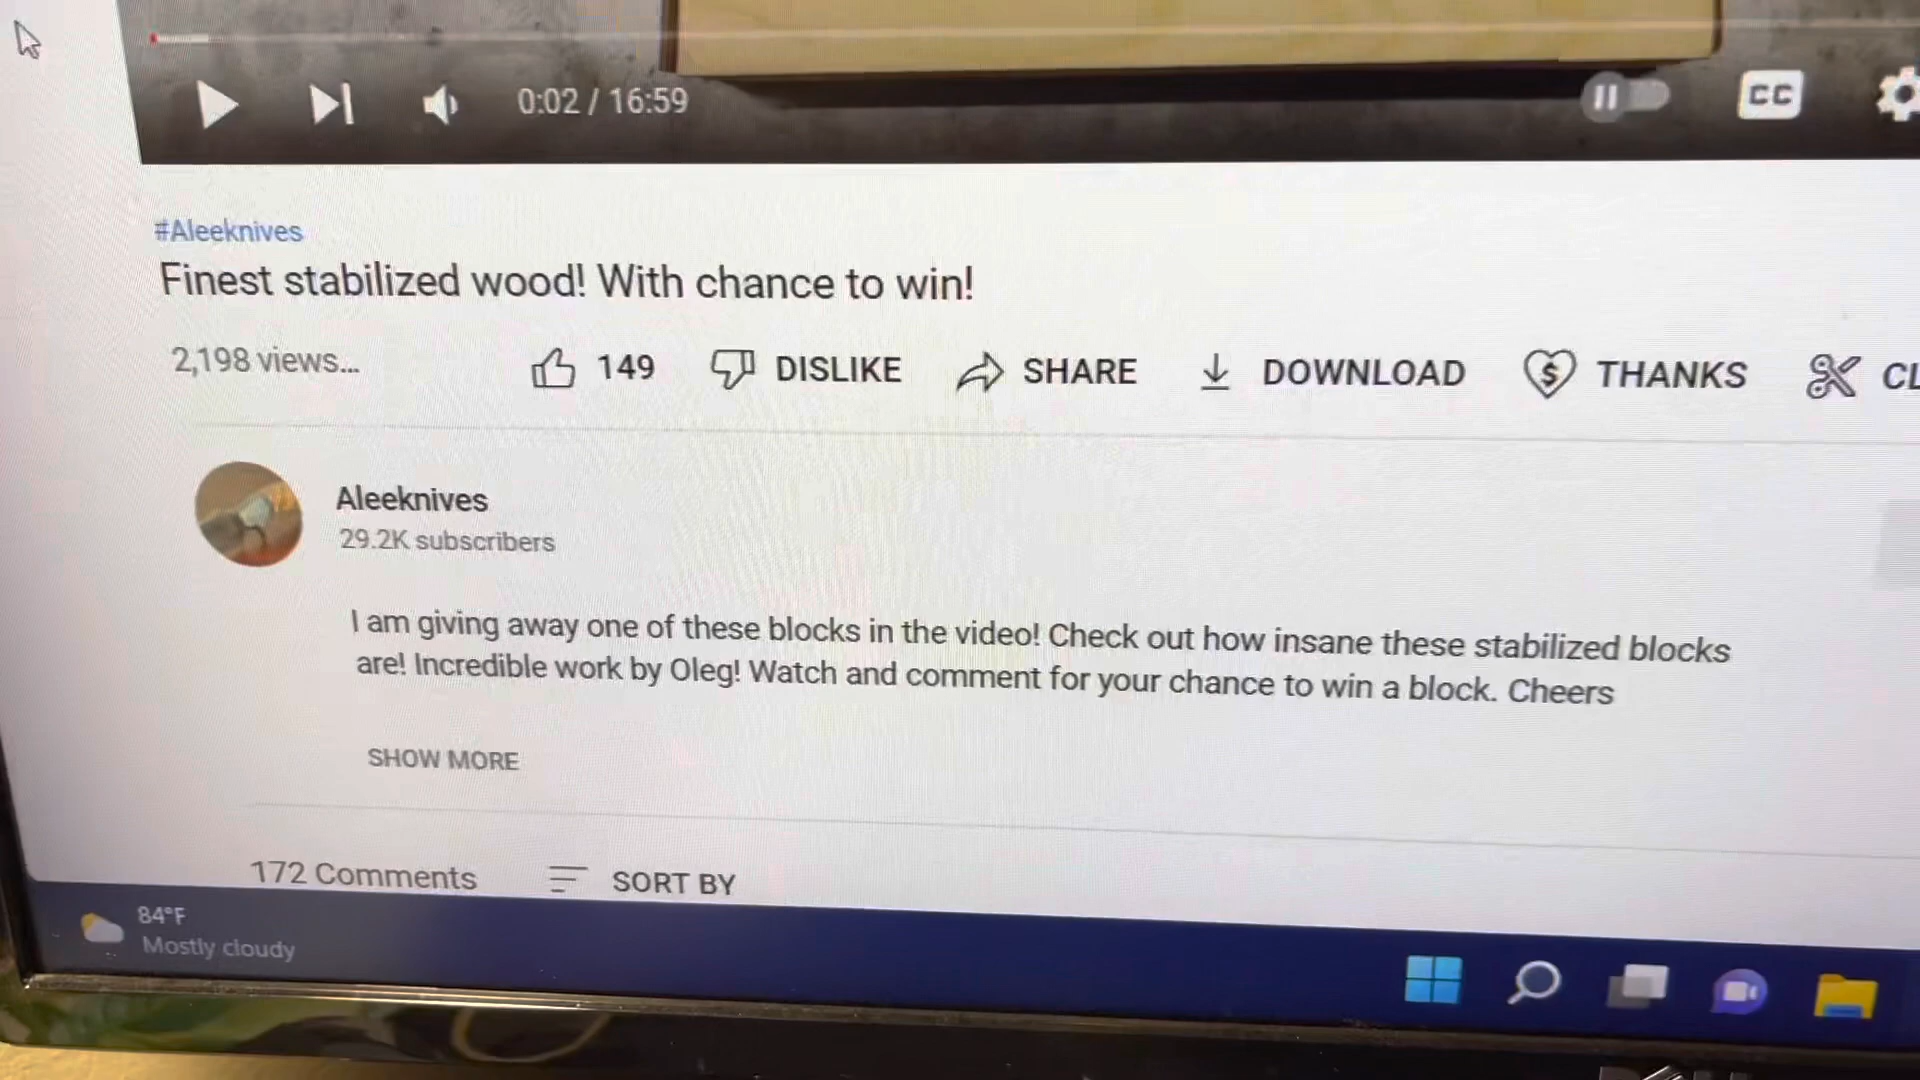 0:02 / 16:59
CC
#Aleeknives
Finest stabilized wood! With chance to win!
2,198 views...
149
DISLIKE
SHARE
DOWNLOAD
THANKS
CL
Aleeknives
29.2K subscribers
I am giving away one of these blocks in the video! Check out how insane these stabilized blocks
are! Incredible work by Oleg! Watch and comment for your chance to win a block. Cheers
SHOW MORE
172 Comments
SORT BY
84°F
Mostly cloudy